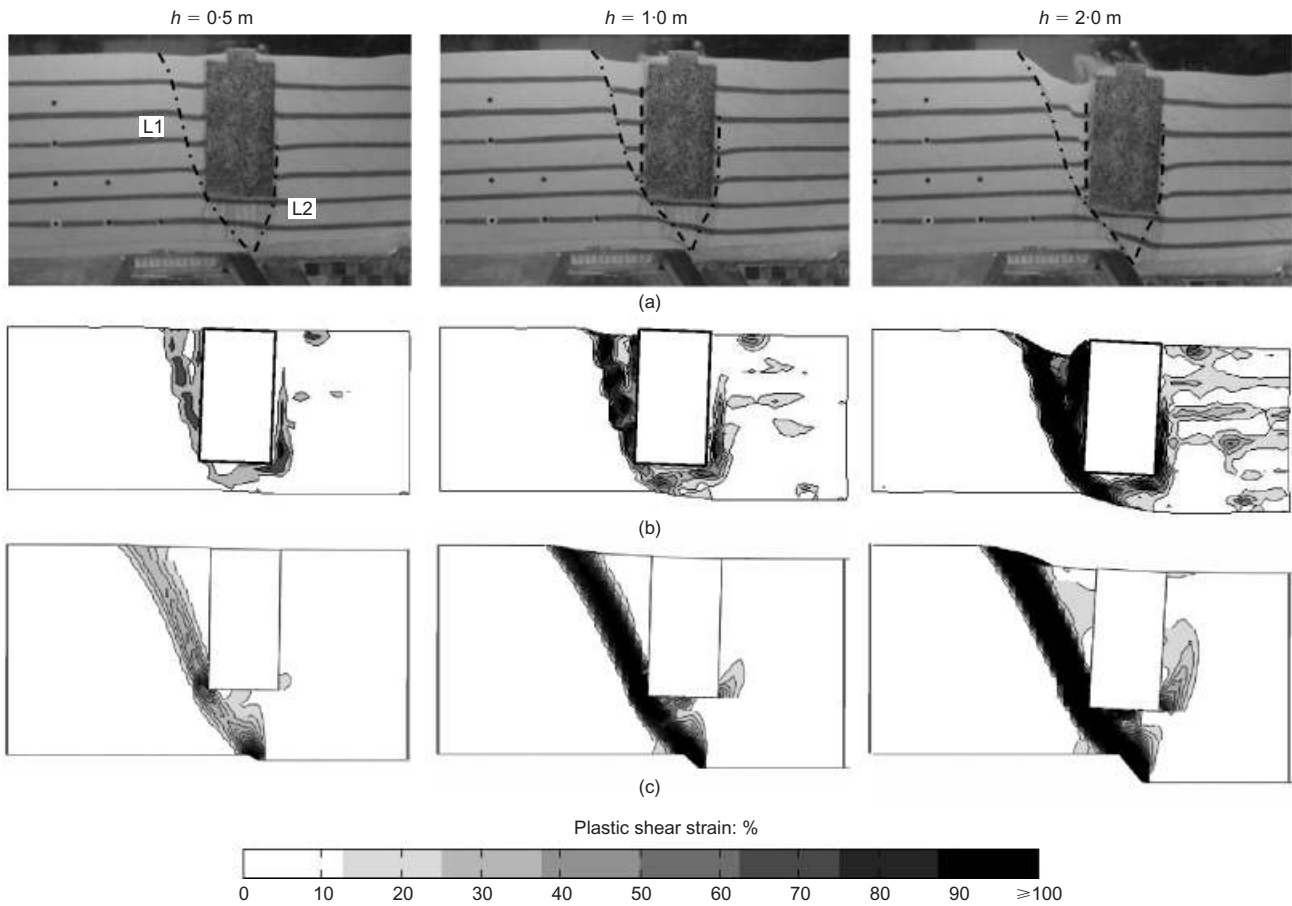 h = 0·5 m
h = 1·0 m
h = 2·0 m
L1
L2
(a)
(b)
(c)
Plastic shear strain: %
0 10 20 30 40 50 60 70 80 90 ⩾100